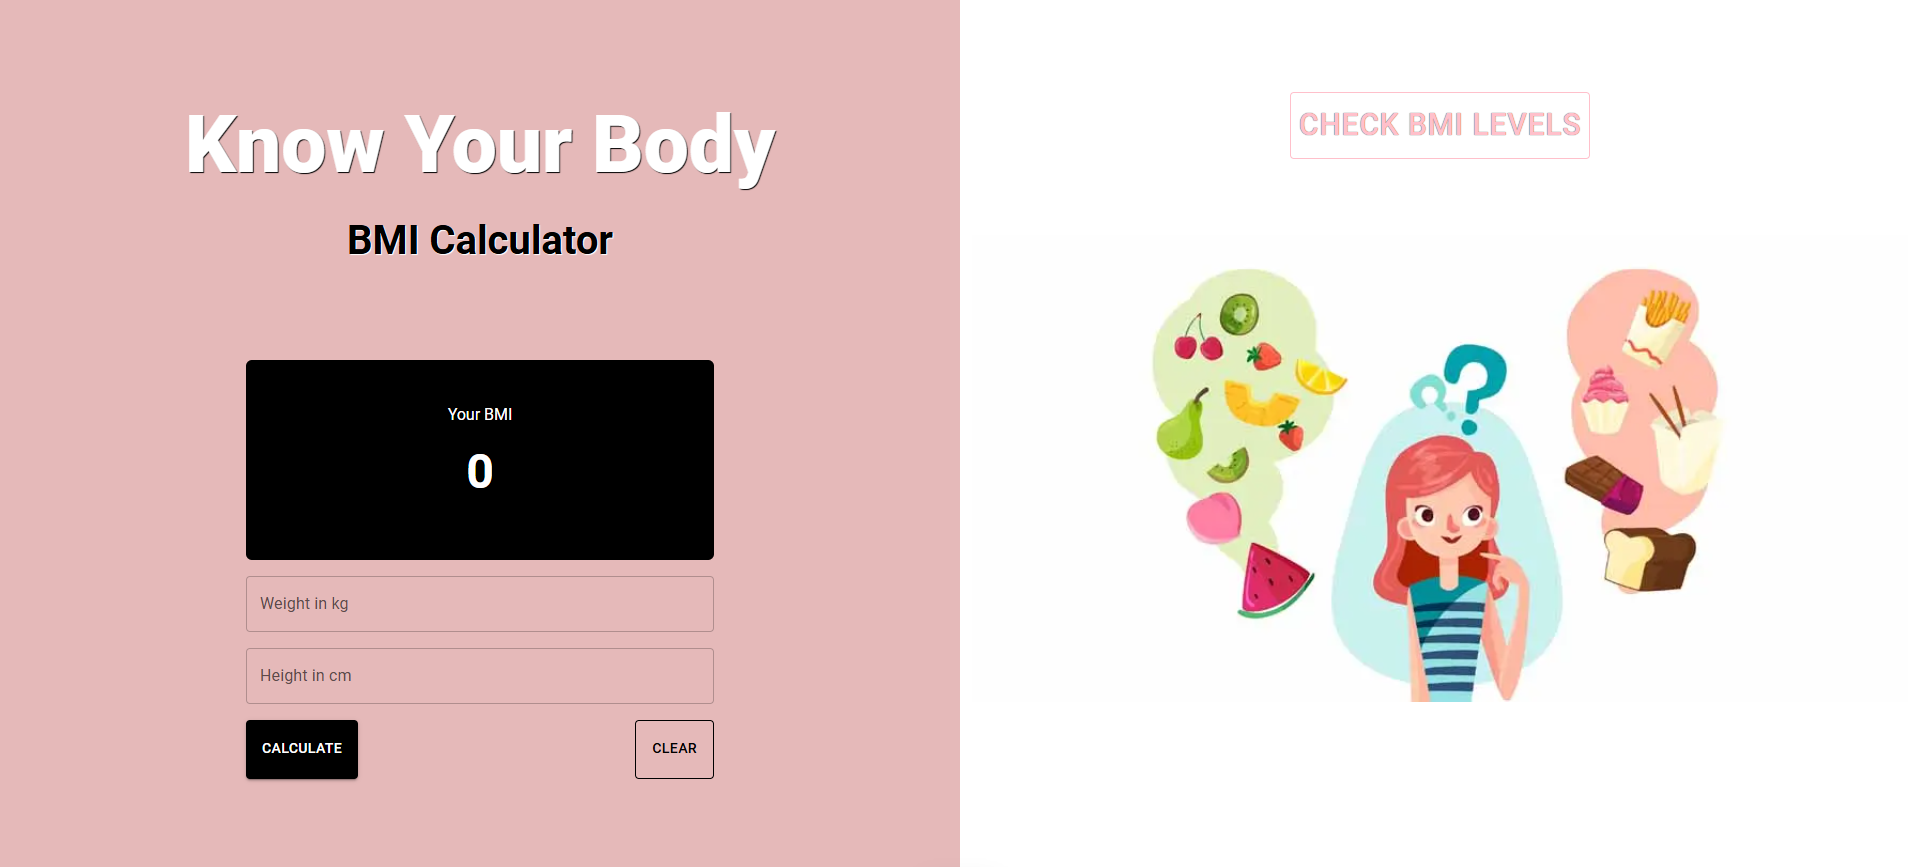 Know Your Body
BMI Calculator
Your BMI
0
Weight in kg
Height in cm
CALCULATE
CLEAR
CHECK BMI LEVELS